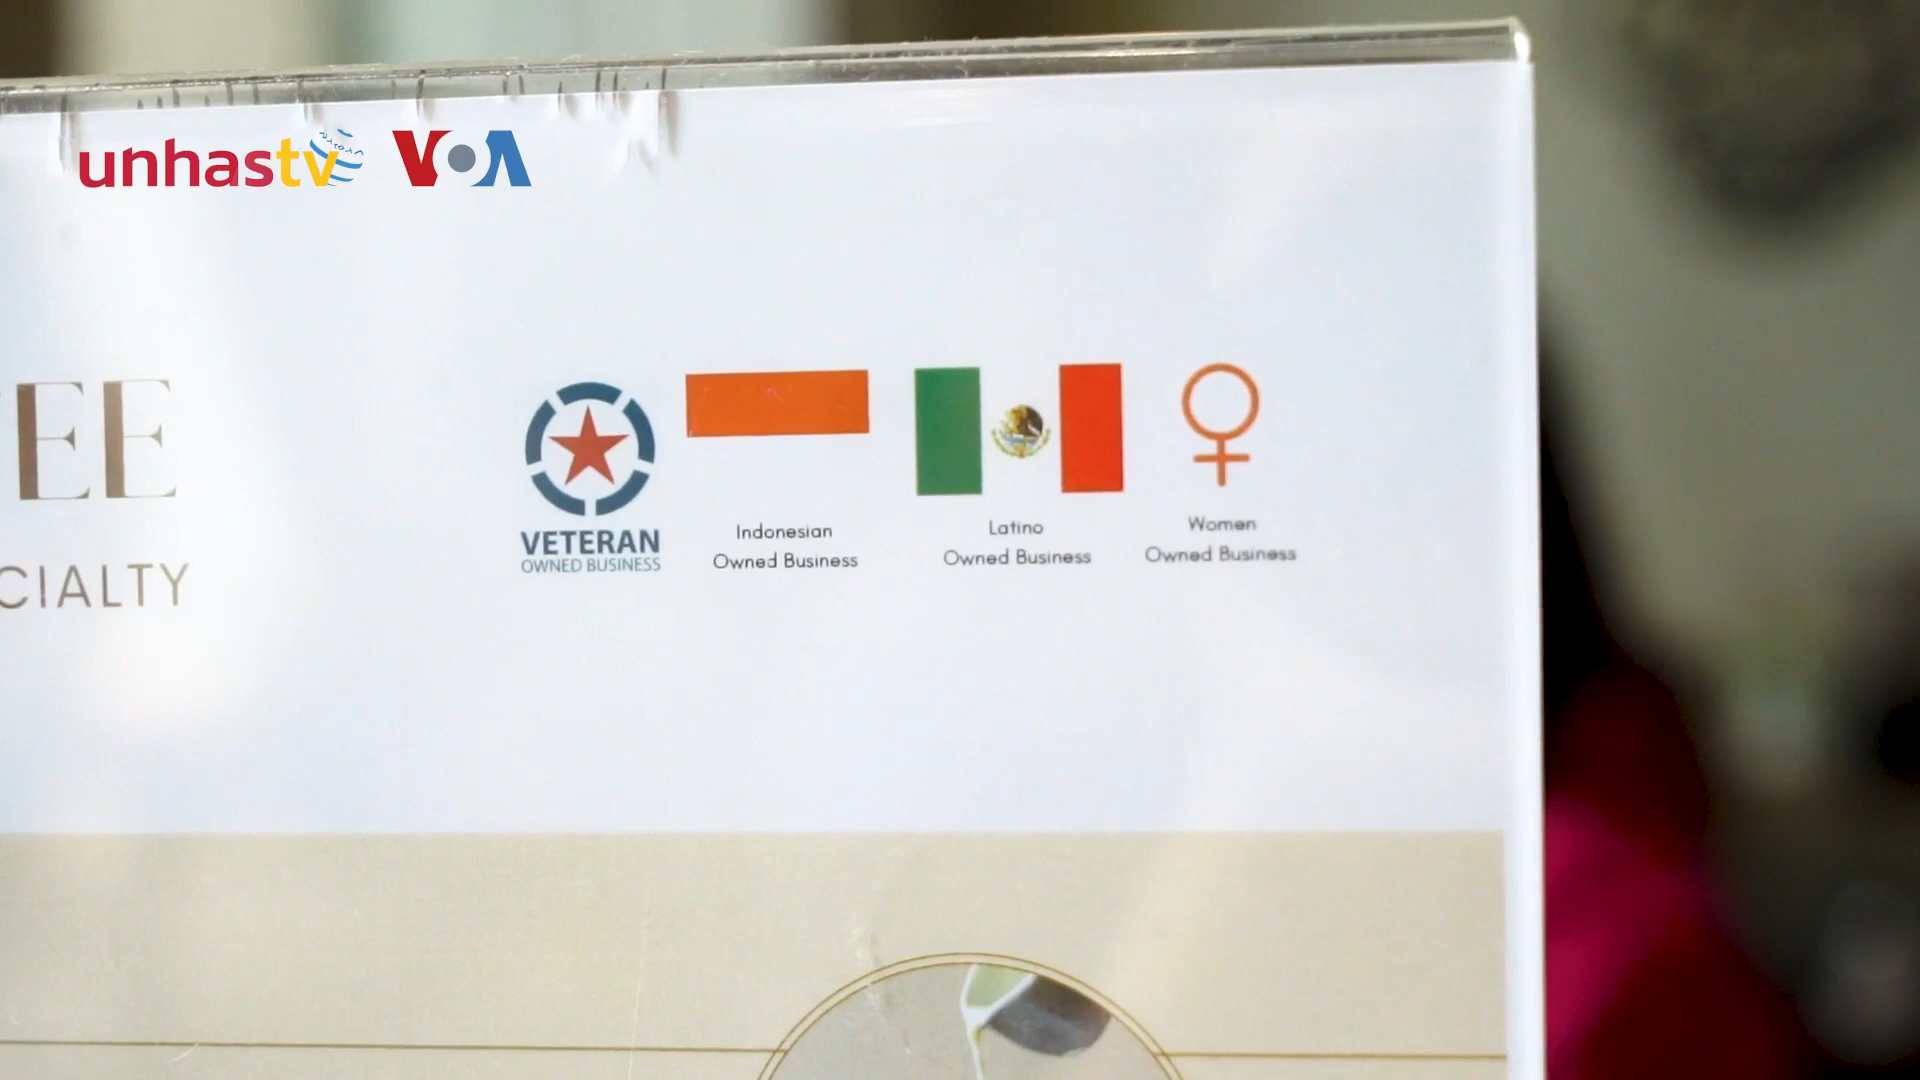 unhastv VOA
EE
CIALTY
VETERAN
OWNED BUSINESS
Indonesian
Owned Business
Latino
Owned Business
Women
Owned Business